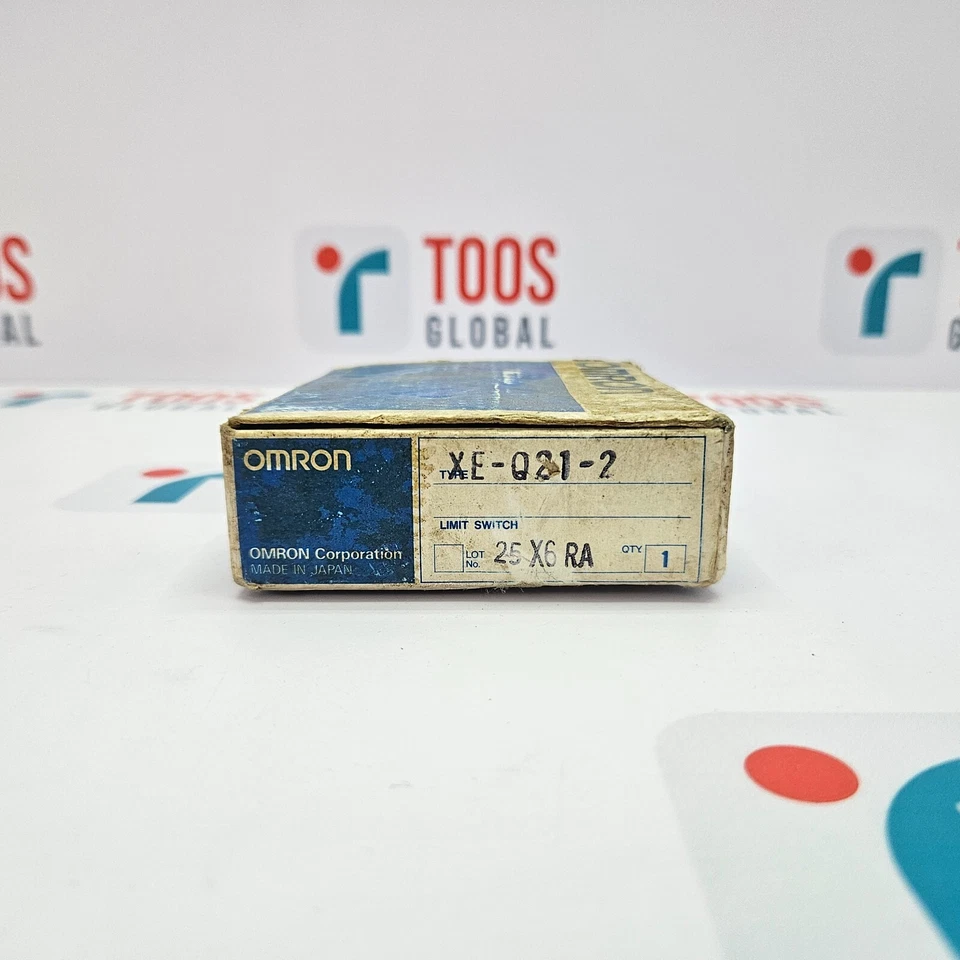 TOOS
GLOBAL
OMRON
TYPE XE-Q21-2
LIMIT SWITCH
OMRON Corporation
MADE IN JAPAN
LOT No. 25 X6 RA
QTY 1